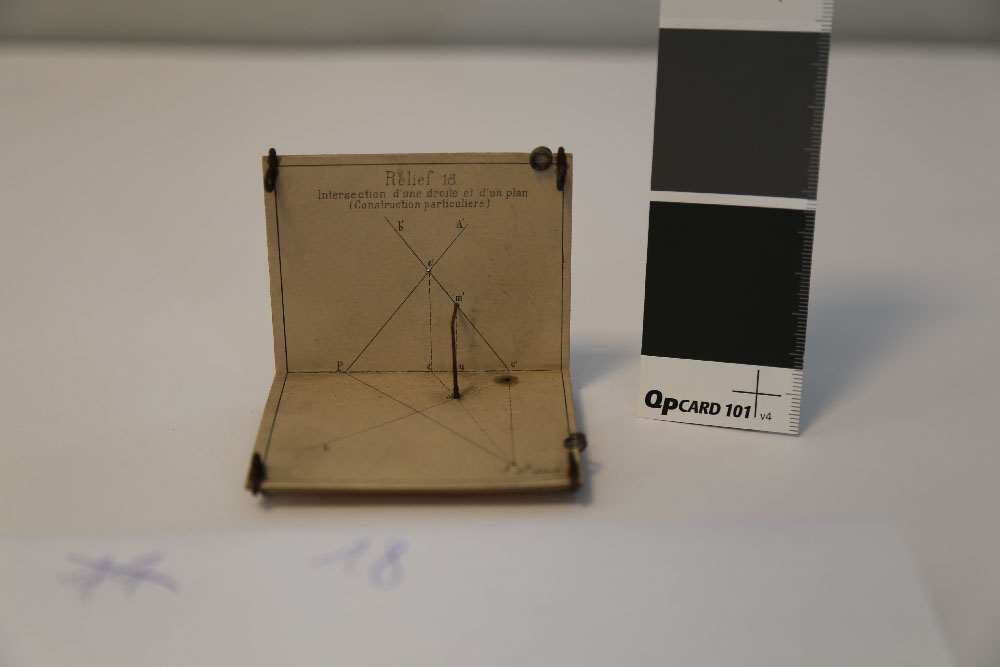 Relief 18.
Intersection d'une droite et d'un plan
(Construction particulière)
b' A'
c'
m'
P c e'
QPCARD 101 v4
18